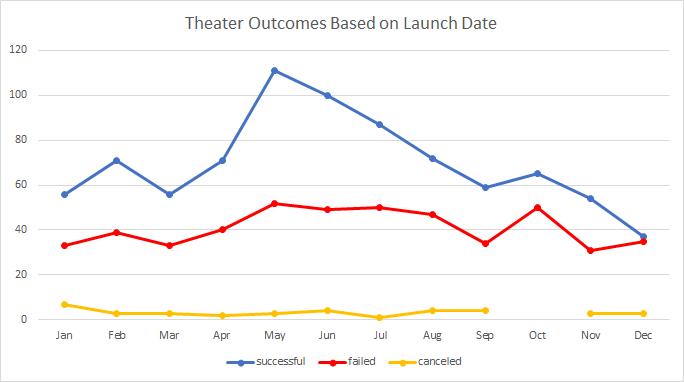 Theater Outcomes Based on Launch Date
120
100
80
60
40
20
0
Jan Feb Mar Apr May Jun Jul Aug Sep Oct Nov Dec
successful failed canceled